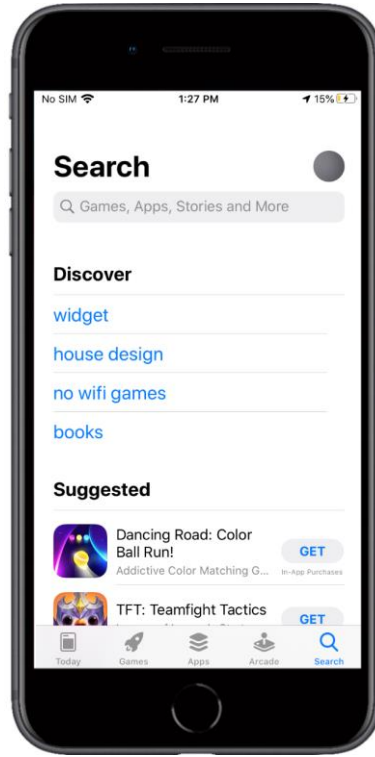 No SIM 1:27 PM 15%
Search
Games, Apps, Stories and More
Discover
widget
house design
no wifi games
books
Suggested
Dancing Road: Color
Ball Run!
GET
Addictive Color Matching G...
In-App Purchases
TFT: Teamfight Tactics
GET
Today Games Apps Arcade Search